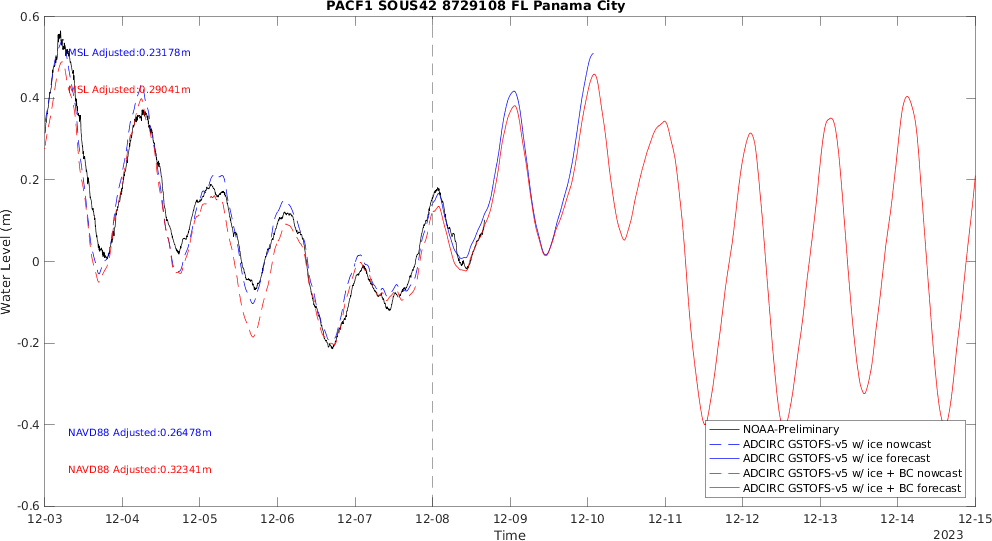 PACF1 SOUS42 8729108 FL Panama City
0.6
MSL Adjusted:0.23178m
MSL Adjusted:0.29041m
0.4
0.2
0
-0.2
-0.4
-0.6
Water Level (m)
NAVD88 Adjusted:0.26478m
NAVD88 Adjusted:0.32341m
NOAA-Preliminary
ADCIRC GSTOFS-v5 w/ ice nowcast
ADCIRC GSTOFS-v5 w/ ice forecast
ADCIRC GSTOFS-v5 w/ ice + BC nowcast
ADCIRC GSTOFS-v5 w/ ice + BC forecast
12-03 12-04 12-05 12-06 12-07 12-08 12-09 12-10 12-11 12-12 12-13 12-14 12-15
Time
2023